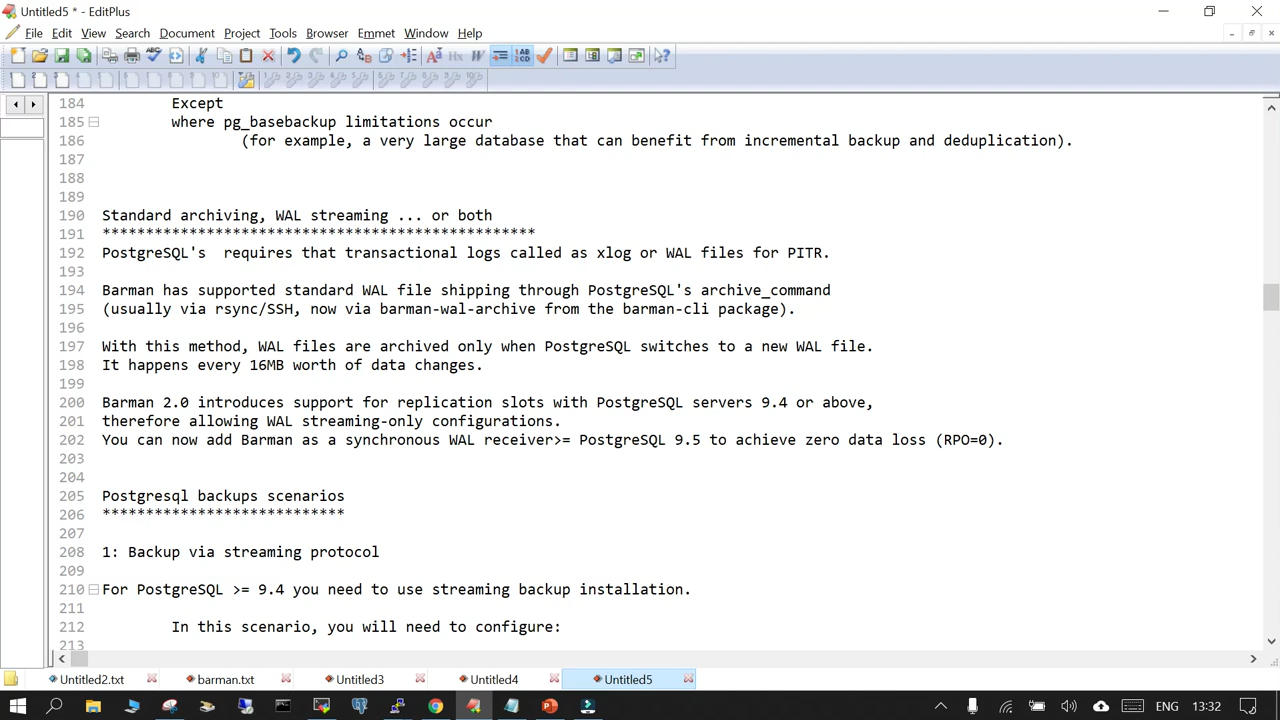 Untitled5 * - EditPlus
File Edit View Search Document Project Tools Browser Emmet Window Help
184 Except
185 where pg_basebackup limitations occur
186 (for example, a very large database that can benefit from incremental backup and deduplication).
187
188
189
190 Standard archiving, WAL streaming ... or both
191 **************************************************
192 PostgreSQL's  requires that transactional logs called as xlog or WAL files for PITR.
193
194 Barman has supported standard WAL file shipping through PostgreSQL's archive_command
195 (usually via rsync/SSH, now via barman-wal-archive from the barman-cli package).
196
197 With this method, WAL files are archived only when PostgreSQL switches to a new WAL file.
198 It happens every 16MB worth of data changes.
199
200 Barman 2.0 introduces support for replication slots with PostgreSQL servers 9.4 or above,
201 therefore allowing WAL streaming-only configurations.
202 You can now add Barman as a synchronous WAL receiver>= PostgreSQL 9.5 to achieve zero data loss (RPO=0).
203
204
205 Postgresql backups scenarios
206 ****************************
207
208 1: Backup via streaming protocol
209
210 For PostgreSQL >= 9.4 you need to use streaming backup installation.
211
212 In this scenario, you will need to configure:
213
Untitled2.txt barman.txt Untitled3 Untitled4 Untitled5
ENG 13:32